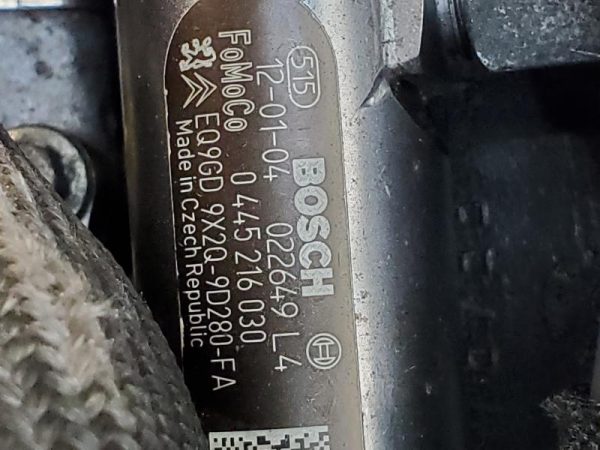 515
BOSCH
12-01-04 022649 L4
FoMoCo 0 445 216 030
EQ9GD 9X2Q-9D280-FA
Made in Czech Republic